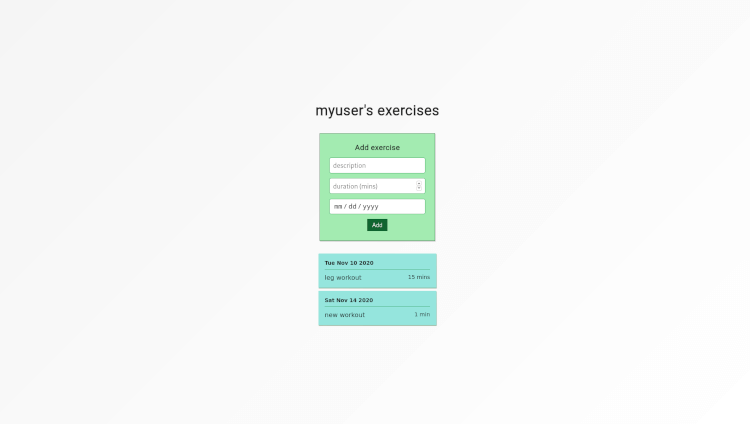 myuser's exercises
Add exercise
description
duration (mins)
mm / dd / yyyy
Add
Tue Nov 10 2020
leg workout 15 mins
Sat Nov 14 2020
new workout 1 min